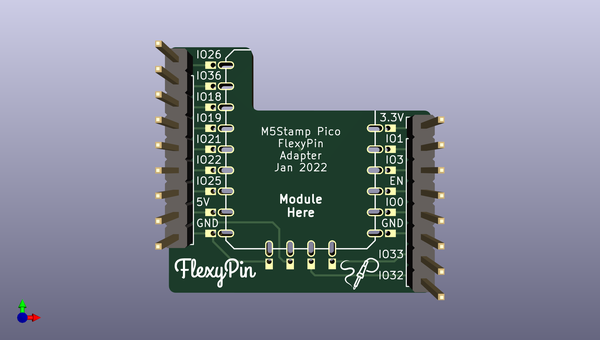 IO26
IO36
IO18
IO19
IO21
IO22
IO25
5V
GND
M5Stamp Pico
FlexyPin
Adapter
Jan 2022
Module
Here
3.3V
IO1
IO3
EN
IO0
GND
IO33
IO32
FlexyPin